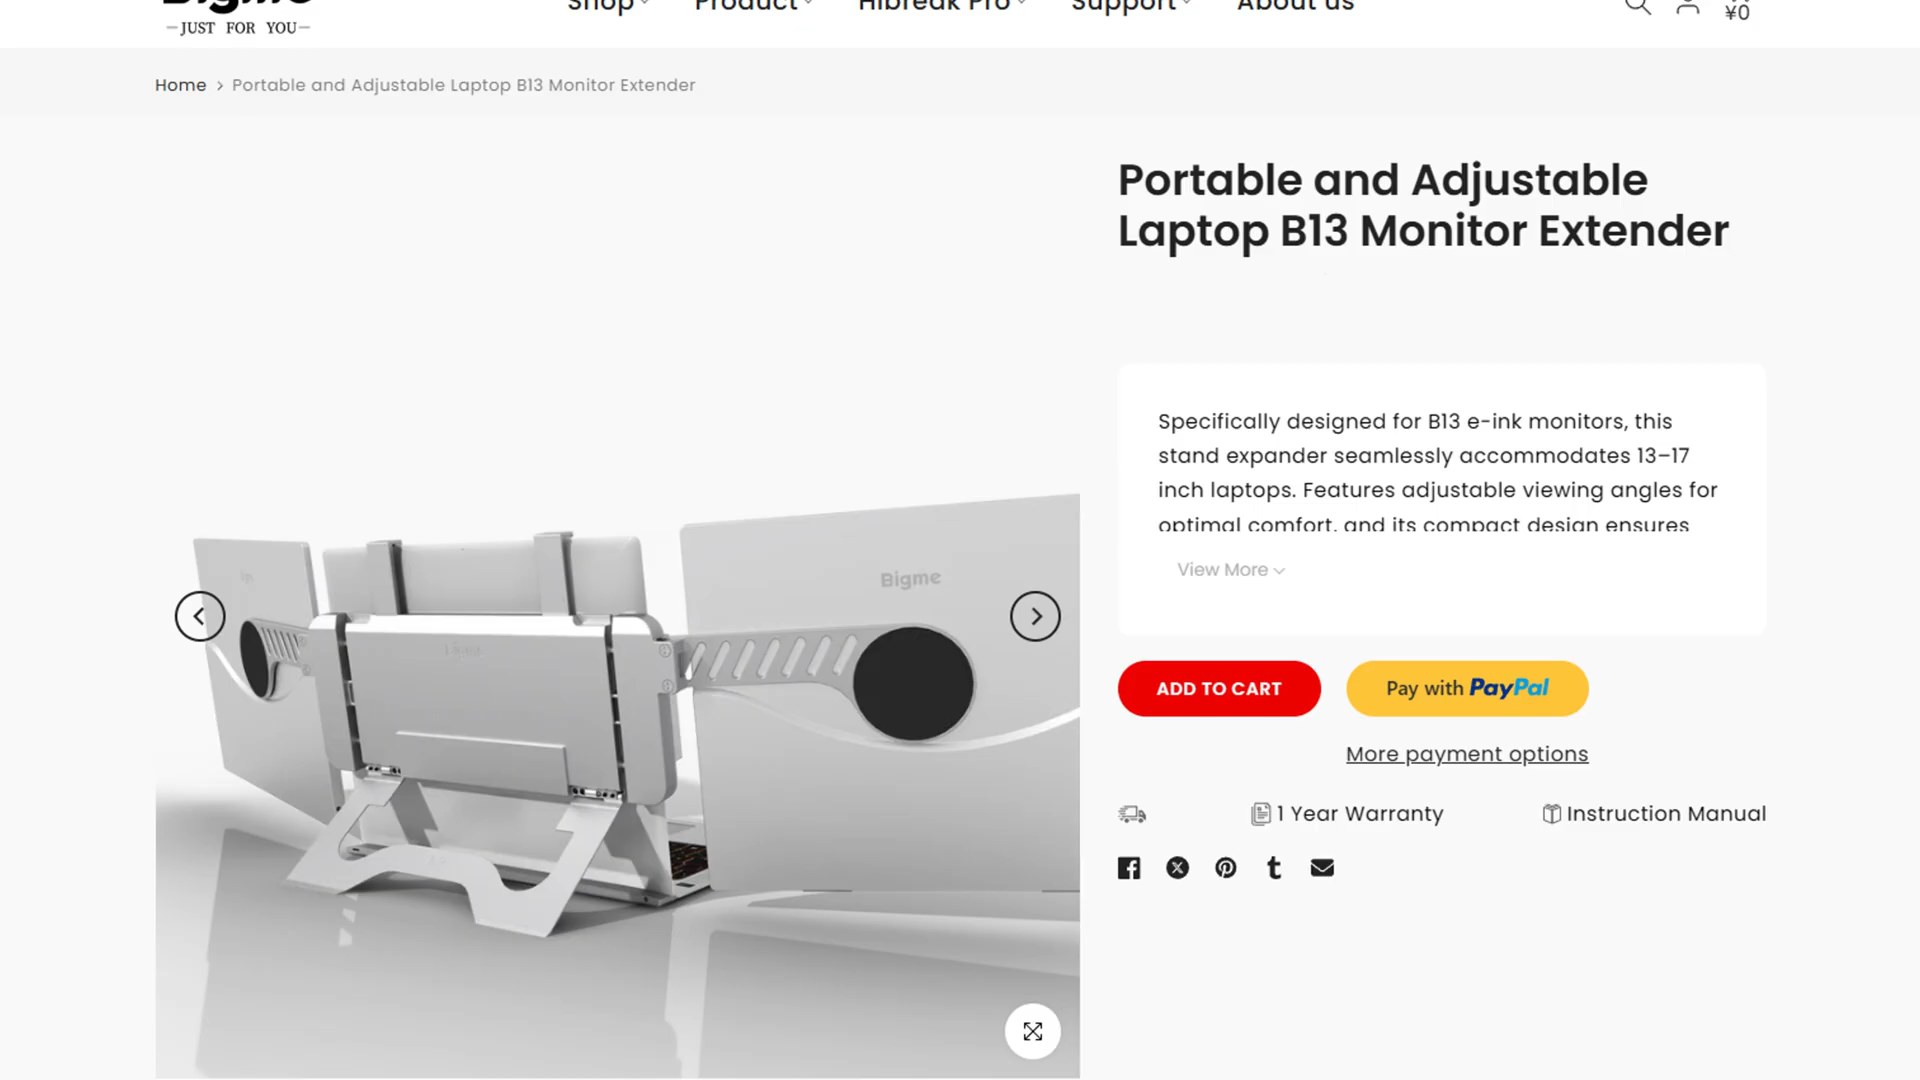 Bigme
JUST FOR YOU
Shop
Product
Hibreak Pro
Support
About us
¥0
Home
Portable and Adjustable Laptop B13 Monitor Extender
Portable and Adjustable
Laptop B13 Monitor Extender
Specifically designed for B13 e-ink monitors, this
stand expander seamlessly accommodates 13–17
inch laptops. Features adjustable viewing angles for
optimal comfort, and its compact design ensures
View More
Bigme
Bigme
ADD TO CART
Pay with PayPal
More payment options
1 Year Warranty
Instruction Manual